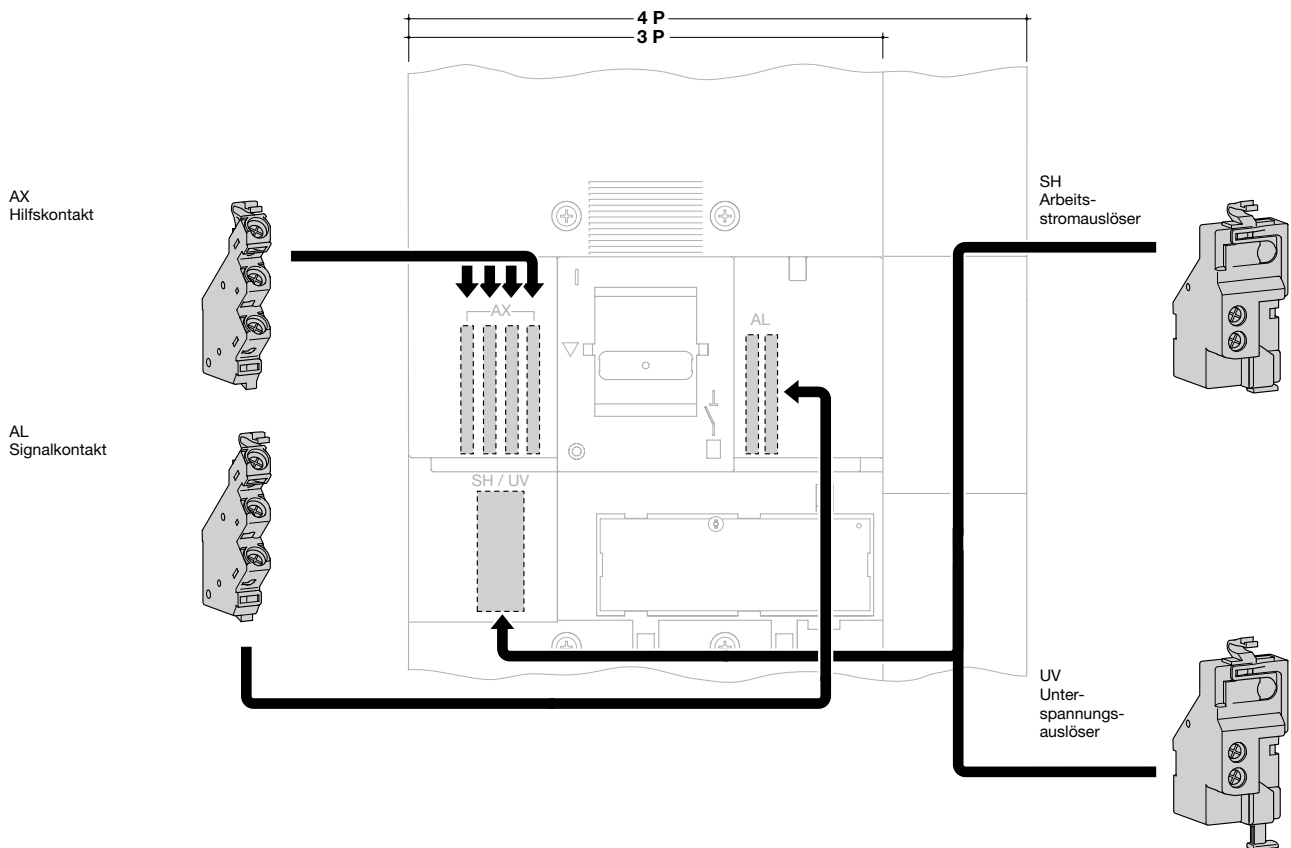 4 P
3 P
AX
Hilfskontakt
AL
Signalkontakt
AX
AL
SH / UV
SH
Arbeits-
stromauslöser
UV
Unter-
spannungs-
auslöser